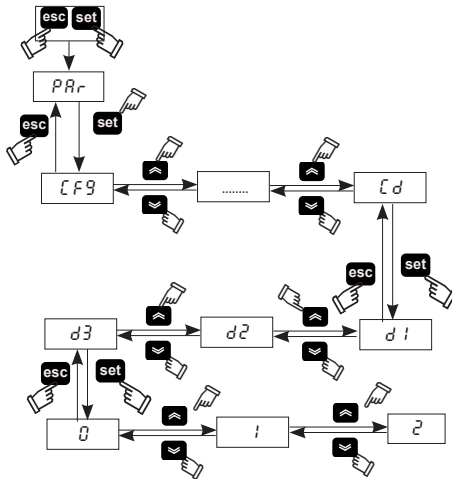 esc set
PAr
esc set
CF9 ........ Cd
esc set
d3 d2 d1
esc set
0 1 2